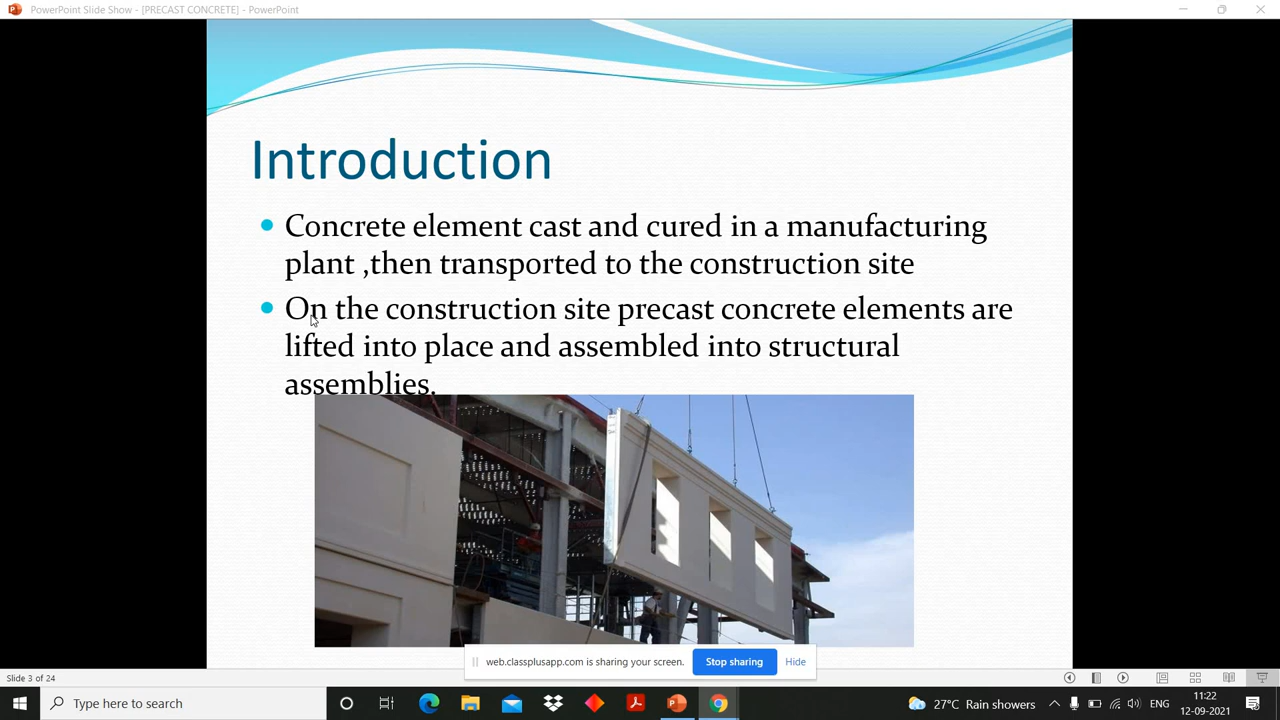 PowerPoint Slide Show - [PRECAST CONCRETE] - PowerPoint
Introduction
Concrete element cast and cured in a manufacturing
plant ,then transported to the construction site
On the construction site precast concrete elements are
lifted into place and assembled into structural
assemblies.
web.classplusapp.com is sharing your screen.
Stop sharing
Hide
Slide 3 of 24
Type here to search
27°C Rain showers
ENG
11:22
12-09-2021